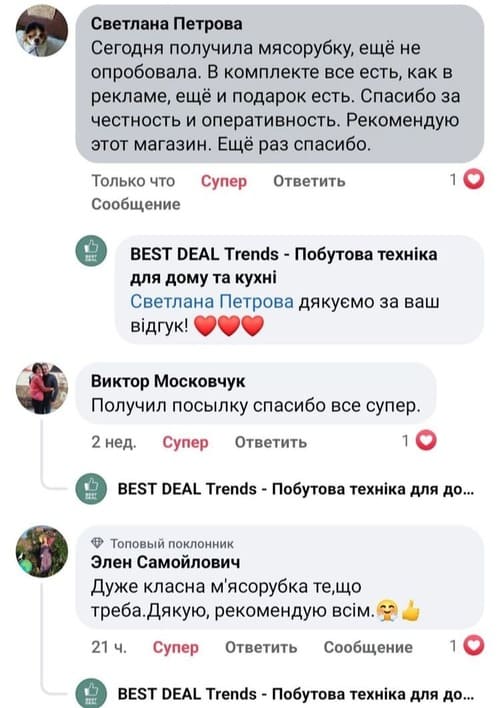 Светлана Петрова
Сегодня получила мясорубку, ещё не
опробовала. В комплекте все есть, как в
рекламе, ещё и подарок есть. Спасибо за
честность и оперативность. Рекомендую
этот магазин. Ещё раз спасибо.
Только что Супер Ответить 1
Сообщение
BEST DEAL Trends - Побутова техніка
для дому та кухні
Светлана Петрова дякуємо за ваш
відгук! ❤️❤️❤️
Виктор Московчук
Получил посылку спасибо все супер.
2 нед. Супер Ответить 1
BEST DEAL Trends - Побутова техніка для до...
Топовый поклонник
Элен Самойлович
Дуже класна м'ясорубка те,що
треба.Дякую, рекомендую всім.🤗👍
21 ч. Супер Ответить Сообщение 1
BEST DEAL Trends - Побутова техніка для до...